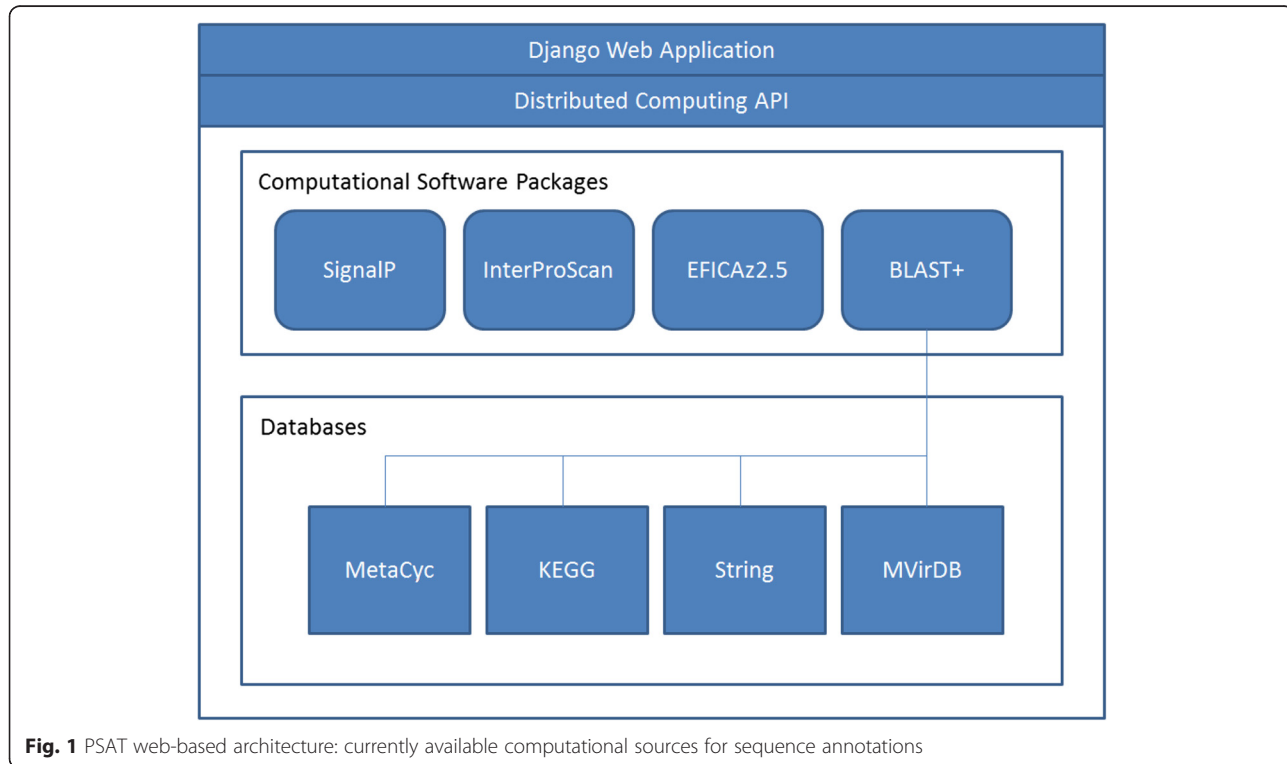 Django Web Application
Distributed Computing API
Computational Software Packages
SignalP
InterProScan
EFICAz2.5
BLAST+
Databases
MetaCyc
KEGG
String
MVirDB
Fig. 1 PSAT web-based architecture: currently available computational sources for sequence annotations